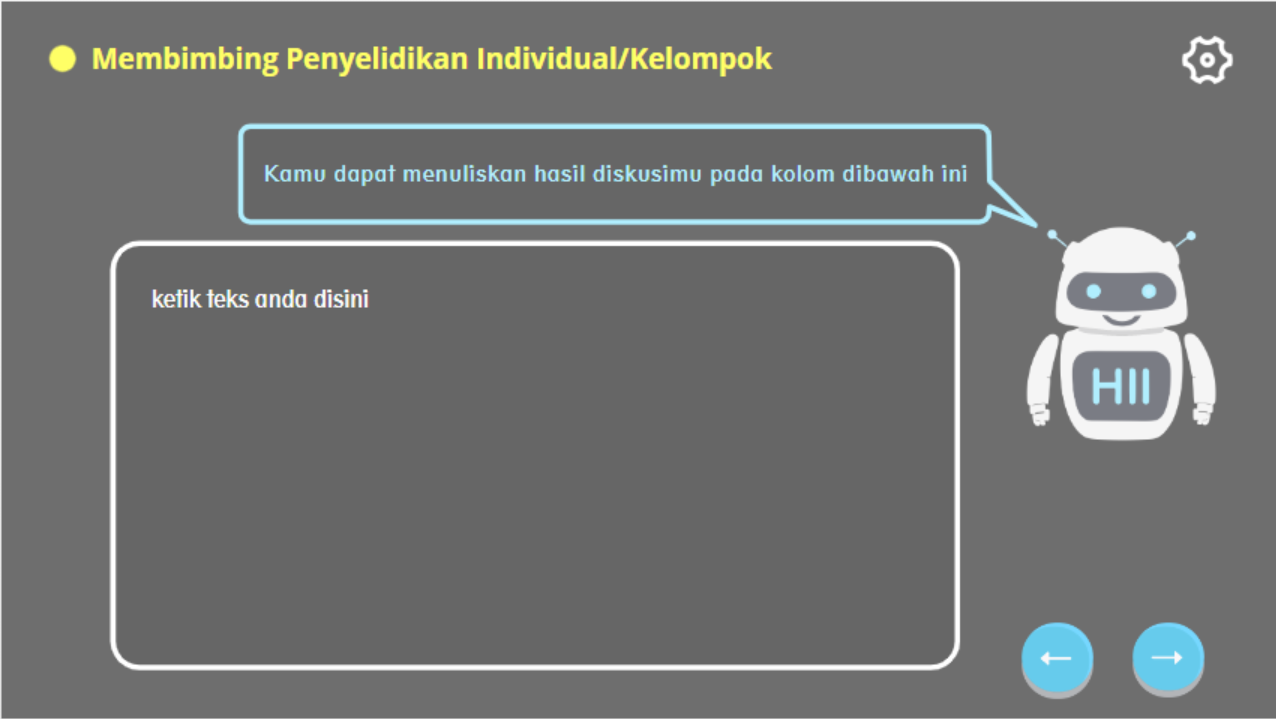 Membimbing Penyelidikan Individual/Kelompok
Kamu dapat menuliskan hasil diskusimu pada kolom dibawah ini
ketik teks anda disini
HII